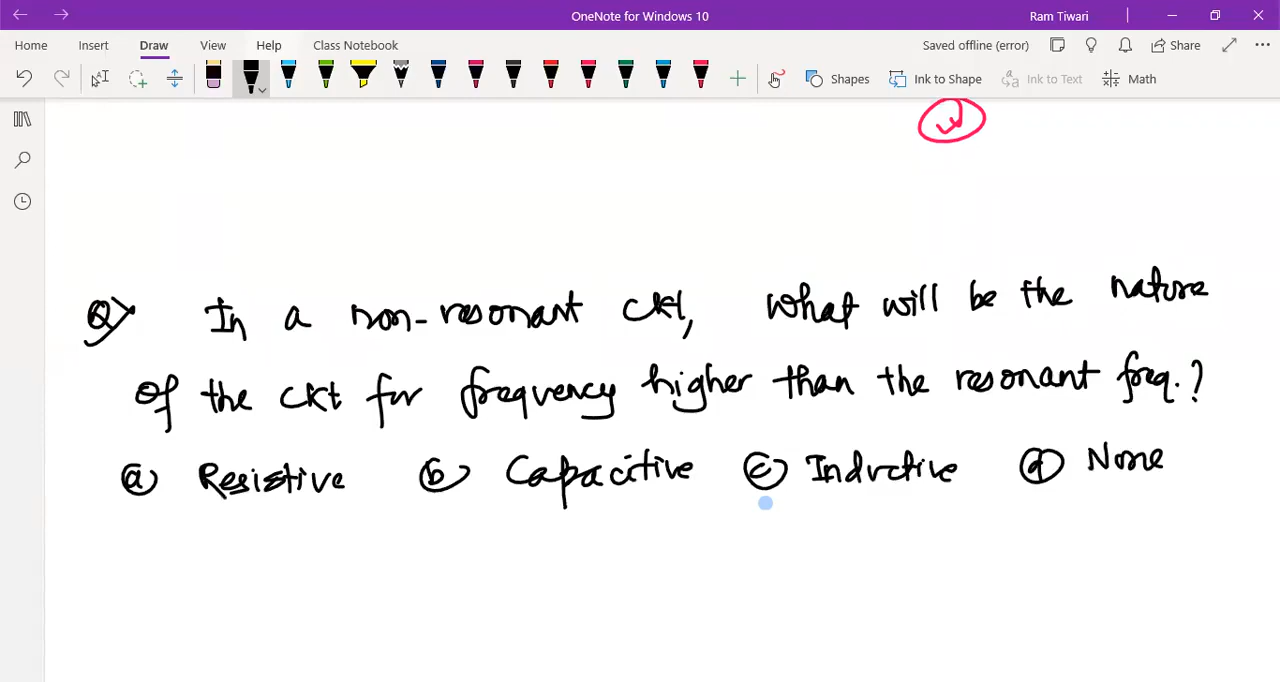 OneNote for Windows 10
Ram Tiwari
Home Insert Draw View Help Class Notebook
Saved offline (error) Share
Shapes Ink to Shape Ink to Text Math
Q> In a non-resonant ckt, What will be the nature
of the ckt for frequency higher than the resonant freq.?
(a) Resistive (b) Capacitive (c) Inductive (d) None